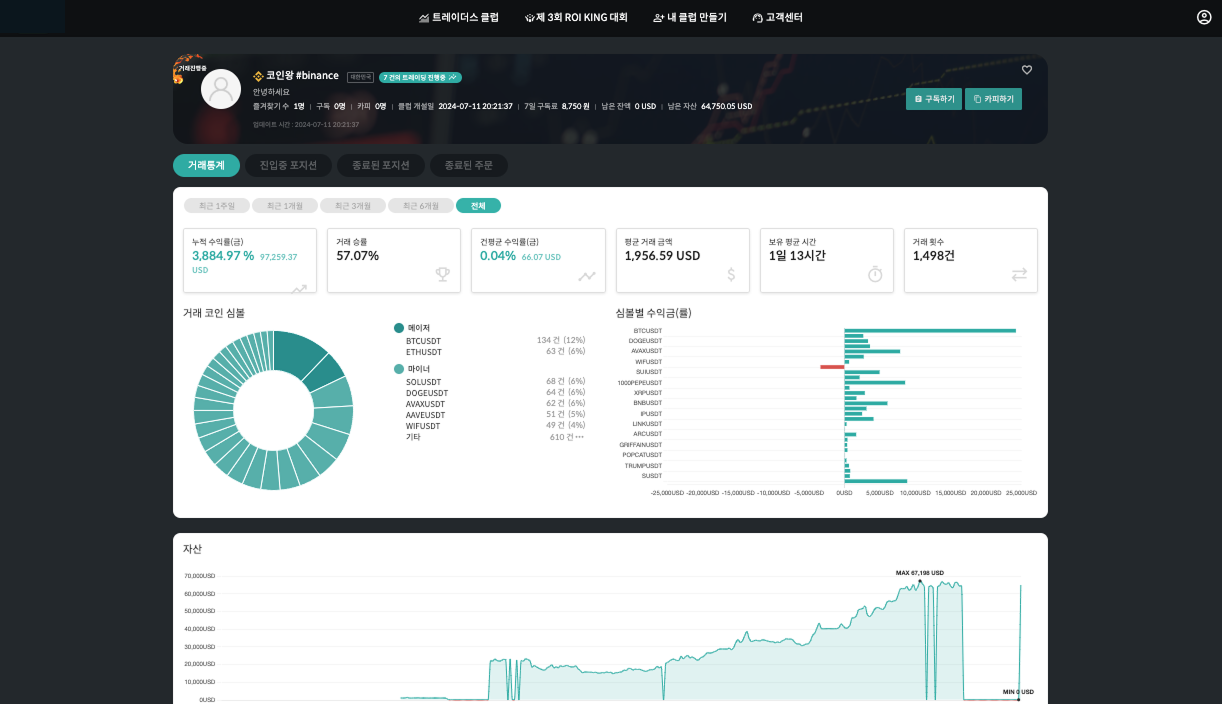 트레이더스 클럽 제 3회 ROI KING 대회 내 클럽 만들기 고객센터
거래진행중
코인왕 #binance 대한민국 7 건의 트레이딩 진행중
안녕하세요
즐겨찾기 수 1명 | 구독 0명 | 카피 0명 | 클럽 개설일 2024-07-11 20:21:37 | 7일 구독료 8,750 원 | 남은 잔액 0 USD | 남은 자산 64,750.05 USD
업데이트 시간 : 2024-07-11 20:21:37
구독하기 카피하기
거래통계 진입중 포지션 종료된 포지션 종료된 주문
최근 1주일 최근 1개월 최근 3개월 최근 6개월 전체
누적 수익률(금)
3,884.97 % 97,259.37 USD
거래 승률
57.07%
건평균 수익률(금)
0.04% 66.07 USD
평균 거래 금액
1,956.59 USD
보유 평균 시간
1일 13시간
거래 횟수
1,498건
거래 코인 심볼
메이저
BTCUSDT 134 건 (12%)
ETHUSDT 63 건 (6%)
마이너
SOLUSDT 68 건 (6%)
DOGEUSDT 64 건 (6%)
AVAXUSDT 62 건 (6%)
AAVEUSDT 51 건 (5%)
WIFUSDT 49 건 (4%)
기타 610 건 •••
심볼별 수익금(률)
BTCUSDT
DOGEUSDT
AVAXUSDT
WIFUSDT
SUIUSDT
1000PEPEUSDT
XRPUSDT
BNBUSDT
IPUSDT
LINKUSDT
ARCUSDT
GRIFFAINUSDT
POPCATUSDT
TRUMPUSDT
SUSDT
-25,000USD -20,000USD -15,000USD -10,000USD -5,000USD 0USD 5,000USD 10,000USD 15,000USD 20,000USD 25,000USD
자산
MAX 67,198 USD
70,000USD
60,000USD
50,000USD
40,000USD
30,000USD
20,000USD
10,000USD
0USD
MIN 0 USD